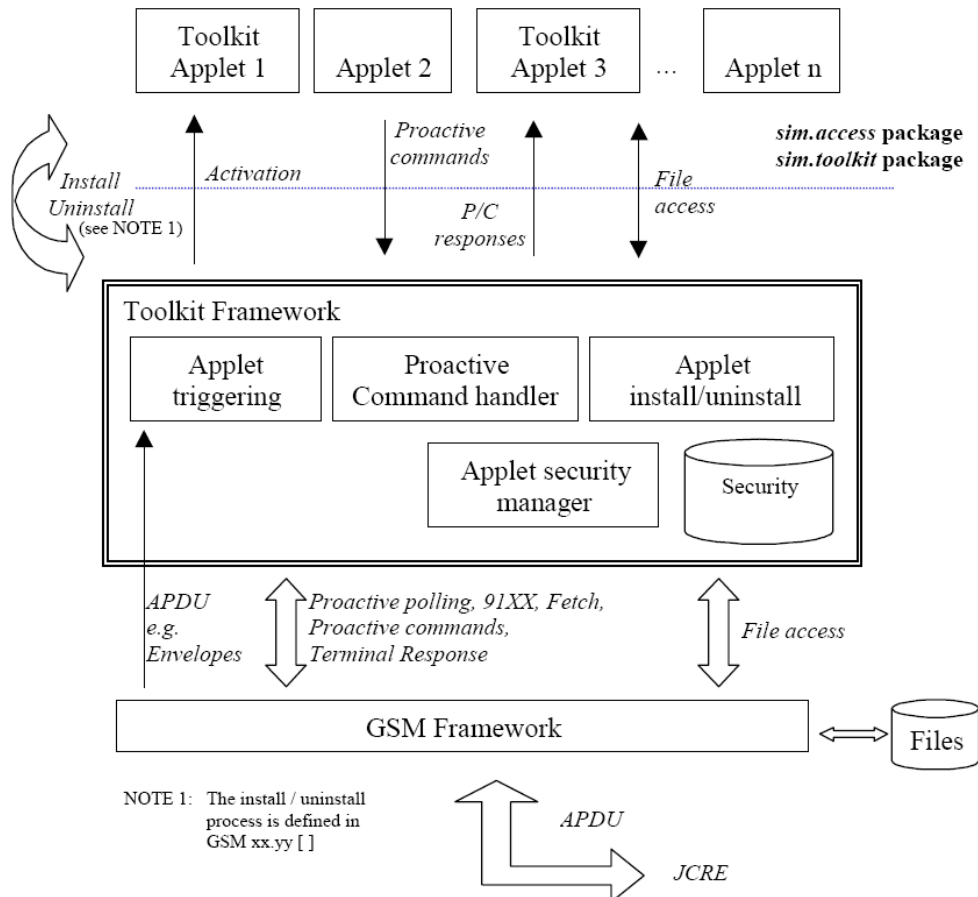 Toolkit
Applet 1
Applet 2
Toolkit
Applet 3
...
Applet n
Proactive
commands
sim.access package
sim.toolkit package
Install
Uninstall
(see NOTE 1)
Activation
P/C
responses
File
access
Toolkit Framework
Applet
triggering
Proactive
Command handler
Applet
install/uninstall
Applet security
manager
Security
APDU
e.g.
Envelopes
Proactive polling, 91XX, Fetch,
Proactive commands,
Terminal Response
File access
GSM Framework
Files
NOTE 1: The install / uninstall
process is defined in
GSM xx.yy [ ]
APDU
JCRE